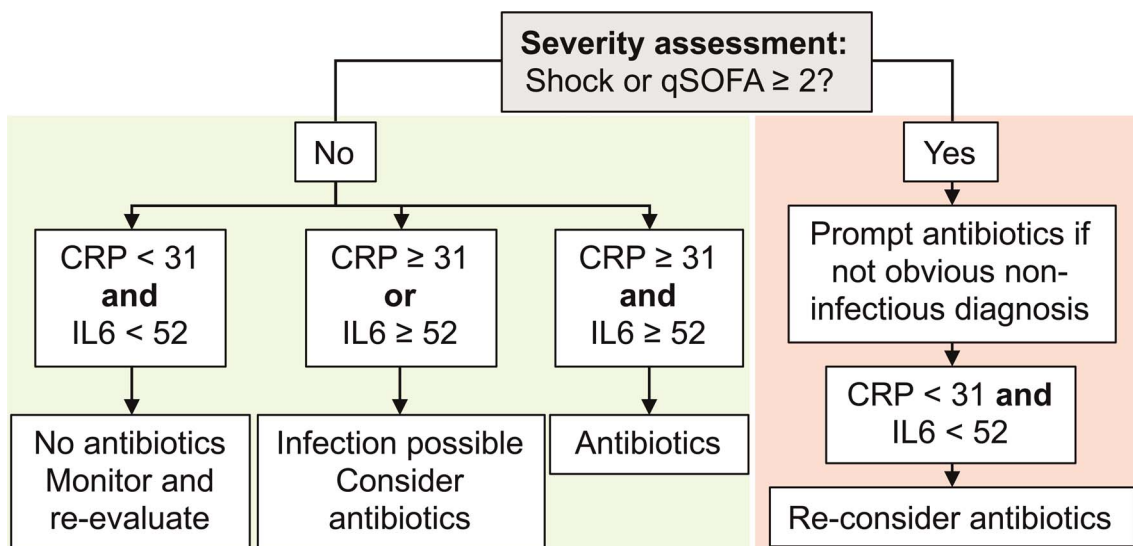 Severity assessment:
Shock or qSOFA ≥ 2?
No
Yes
CRP < 31
and
IL6 < 52
CRP ≥ 31
or
IL6 ≥ 52
CRP ≥ 31
and
IL6 ≥ 52
Prompt antibiotics if
not obvious non-
infectious diagnosis
No antibiotics
Monitor and
re-evaluate
Infection possible
Consider
antibiotics
Antibiotics
CRP < 31 and
IL6 < 52
Re-consider antibiotics